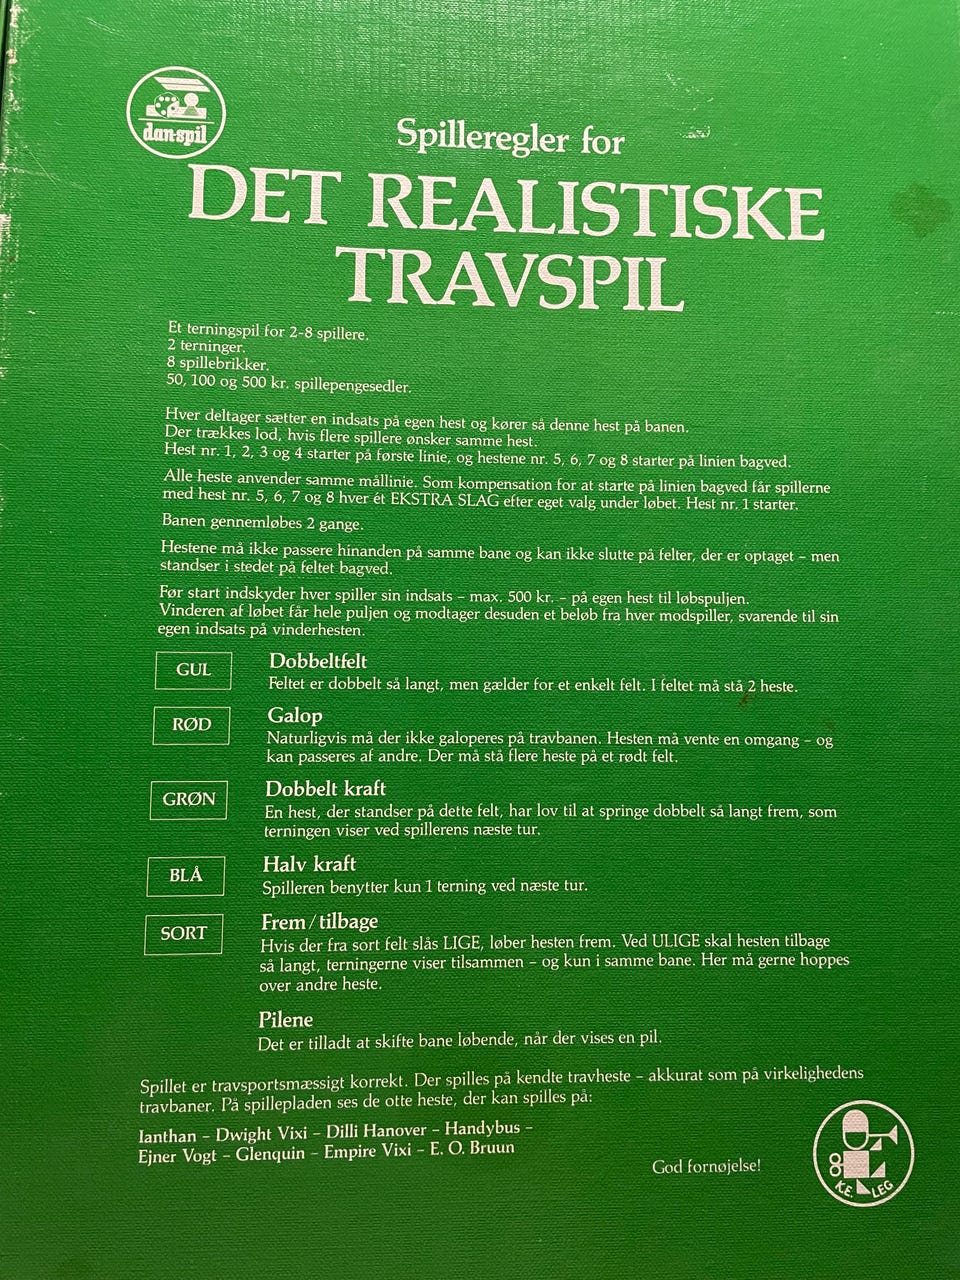 dan-spil
Spilleregler for
DET REALISTISKE
TRAVSPIL
Et terningspil for 2-8 spillere.
2 terninger.
8 spillebrikker.
50, 100 og 500 kr. spillepengesedler.
Hver deltager sætter en indsats på egen hest og kører så denne hest på banen.
Der trækkes lod, hvis flere spillere ønsker samme hest.
Hest nr. 1, 2, 3 og 4 starter på første linie, og hestene nr. 5, 6, 7 og 8 starter på linien bagved.
Alle heste anvender samme mållinie. Som kompensation for at starte på linien bagved får spillerne
med hest nr. 5, 6, 7 og 8 hver ét EKSTRA SLAG efter eget valg under løbet. Hest nr. 1 starter.
Banen gennemløbes 2 gange.
Hestene må ikke passere hinanden på samme bane og kan ikke slutte på felter, der er optaget – men
standser i stedet på feltet bagved.
Før start indskyder hver spiller sin indsats – max. 500 kr. – på egen hest til løbspuljen.
Vinderen af løbet får hele puljen og modtager desuden et beløb fra hver modspiller, svarende til sin
egen indsats på vinderhesten.
GUL
Dobbeltfelt
Feltet er dobbelt så langt, men gælder for et enkelt felt. I feltet må stå 2 heste.
RØD
Galop
Naturligvis må der ikke galoperes på travbanen. Hesten må vente en omgang – og
kan passeres af andre. Der må stå flere heste på et rødt felt.
GRØN
Dobbelt kraft
En hest, der standser på dette felt, har lov til at springe dobbelt så langt frem, som
terningen viser ved spillerens næste tur.
BLÅ
Halv kraft
Spilleren benytter kun 1 terning ved næste tur.
SORT
Frem / tilbage
Hvis der fra sort felt slås LIGE, løber hesten frem. Ved ULIGE skal hesten tilbage
så langt, terningerne viser tilsammen – og kun i samme bane. Her må gerne hoppes
over andre heste.
Pilene
Det er tilladt at skifte bane løbende, når der vises en pil.
Spillet er travsportsmæssigt korrekt. Der spilles på kendte travheste – akkurat som på virkelighedens
travbaner. På spillepladen ses de otte heste, der kan spilles på:
Ianthan – Dwight Vixi – Dilli Hanover – Handybus –
Ejner Vogt – Glenquin – Empire Vixi – E. O. Bruun
God fornøjelse!
K.E. LEG